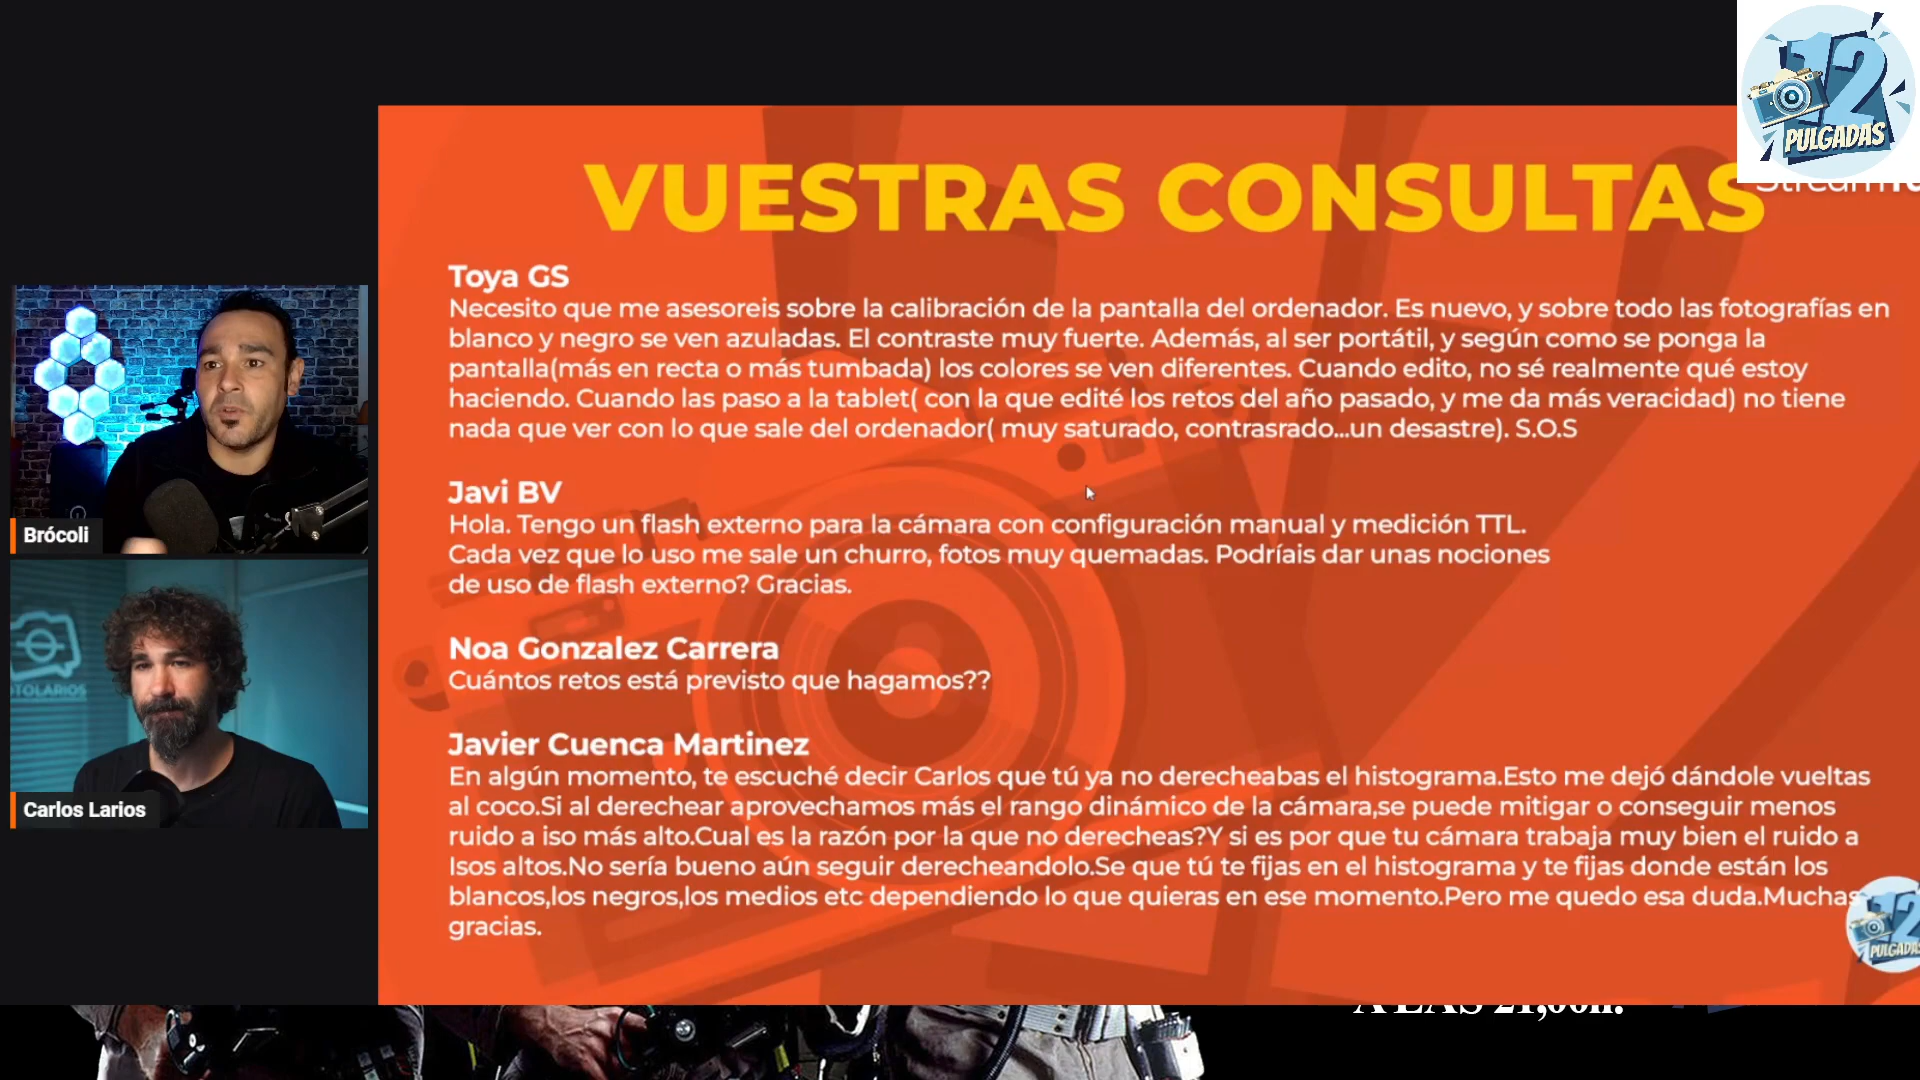 12
PULGADAS
VUESTRAS CONSULTAS
Toya GS
Necesito que me asesoreis sobre la calibración de la pantalla del ordenador. Es nuevo, y sobre todo las fotografías en
blanco y negro se ven azuladas. El contraste muy fuerte. Además, al ser portátil, y según como se ponga la
pantalla(más en recta o más tumbada) los colores se ven diferentes. Cuando edito, no sé realmente qué estoy
haciendo. Cuando las paso a la tablet( con la que edité los retos del año pasado, y me da más veracidad) no tiene
nada que ver con lo que sale del ordenador( muy saturado, contrasrado...un desastre). S.O.S
Javi BV
Hola. Tengo un flash externo para la cámara con configuración manual y medición TTL.
Cada vez que lo uso me sale un churro, fotos muy quemadas. Podríais dar unas nociones
de uso de flash externo? Gracias.
Noa Gonzalez Carrera
Cuántos retos está previsto que hagamos??
Javier Cuenca Martinez
En algún momento, te escuché decir Carlos que tú ya no derecheabas el histograma.Esto me dejó dándole vueltas
al coco.Si al derechear aprovechamos más el rango dinámico de la cámara,se puede mitigar o conseguir menos
ruido a iso más alto.Cual es la razón por la que no derecheas?Y si es por que tu cámara trabaja muy bien el ruido a
Isos altos.No sería bueno aún seguir derecheandolo.Se que tú te fijas en el histograma y te fijas donde están los
blancos,los negros,los medios etc dependiendo lo que quieras en ese momento.Pero me quedo esa duda.Muchas
gracias.
Brócoli
TOLARIOS
Carlos Larios
12
PULGADA
A LAS 21,00h.